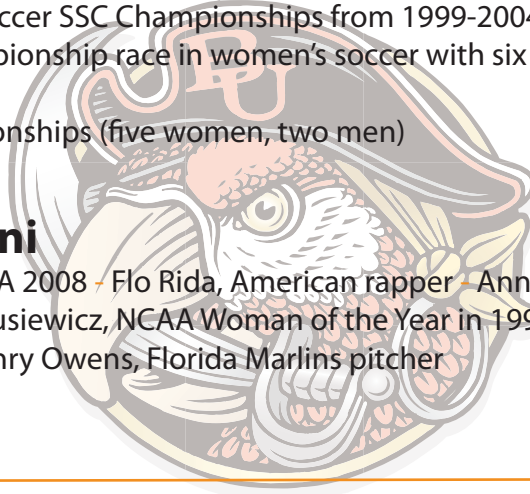 ccer SSC Championships from 1999-2004
pionship race in women's soccer with six
onships (five women, two men)
BU
ni
A 2008 - Flo Rida, American rapper - Ann
usiewicz, NCAA Woman of the Year in 199
nry Owens, Florida Marlins pitcher